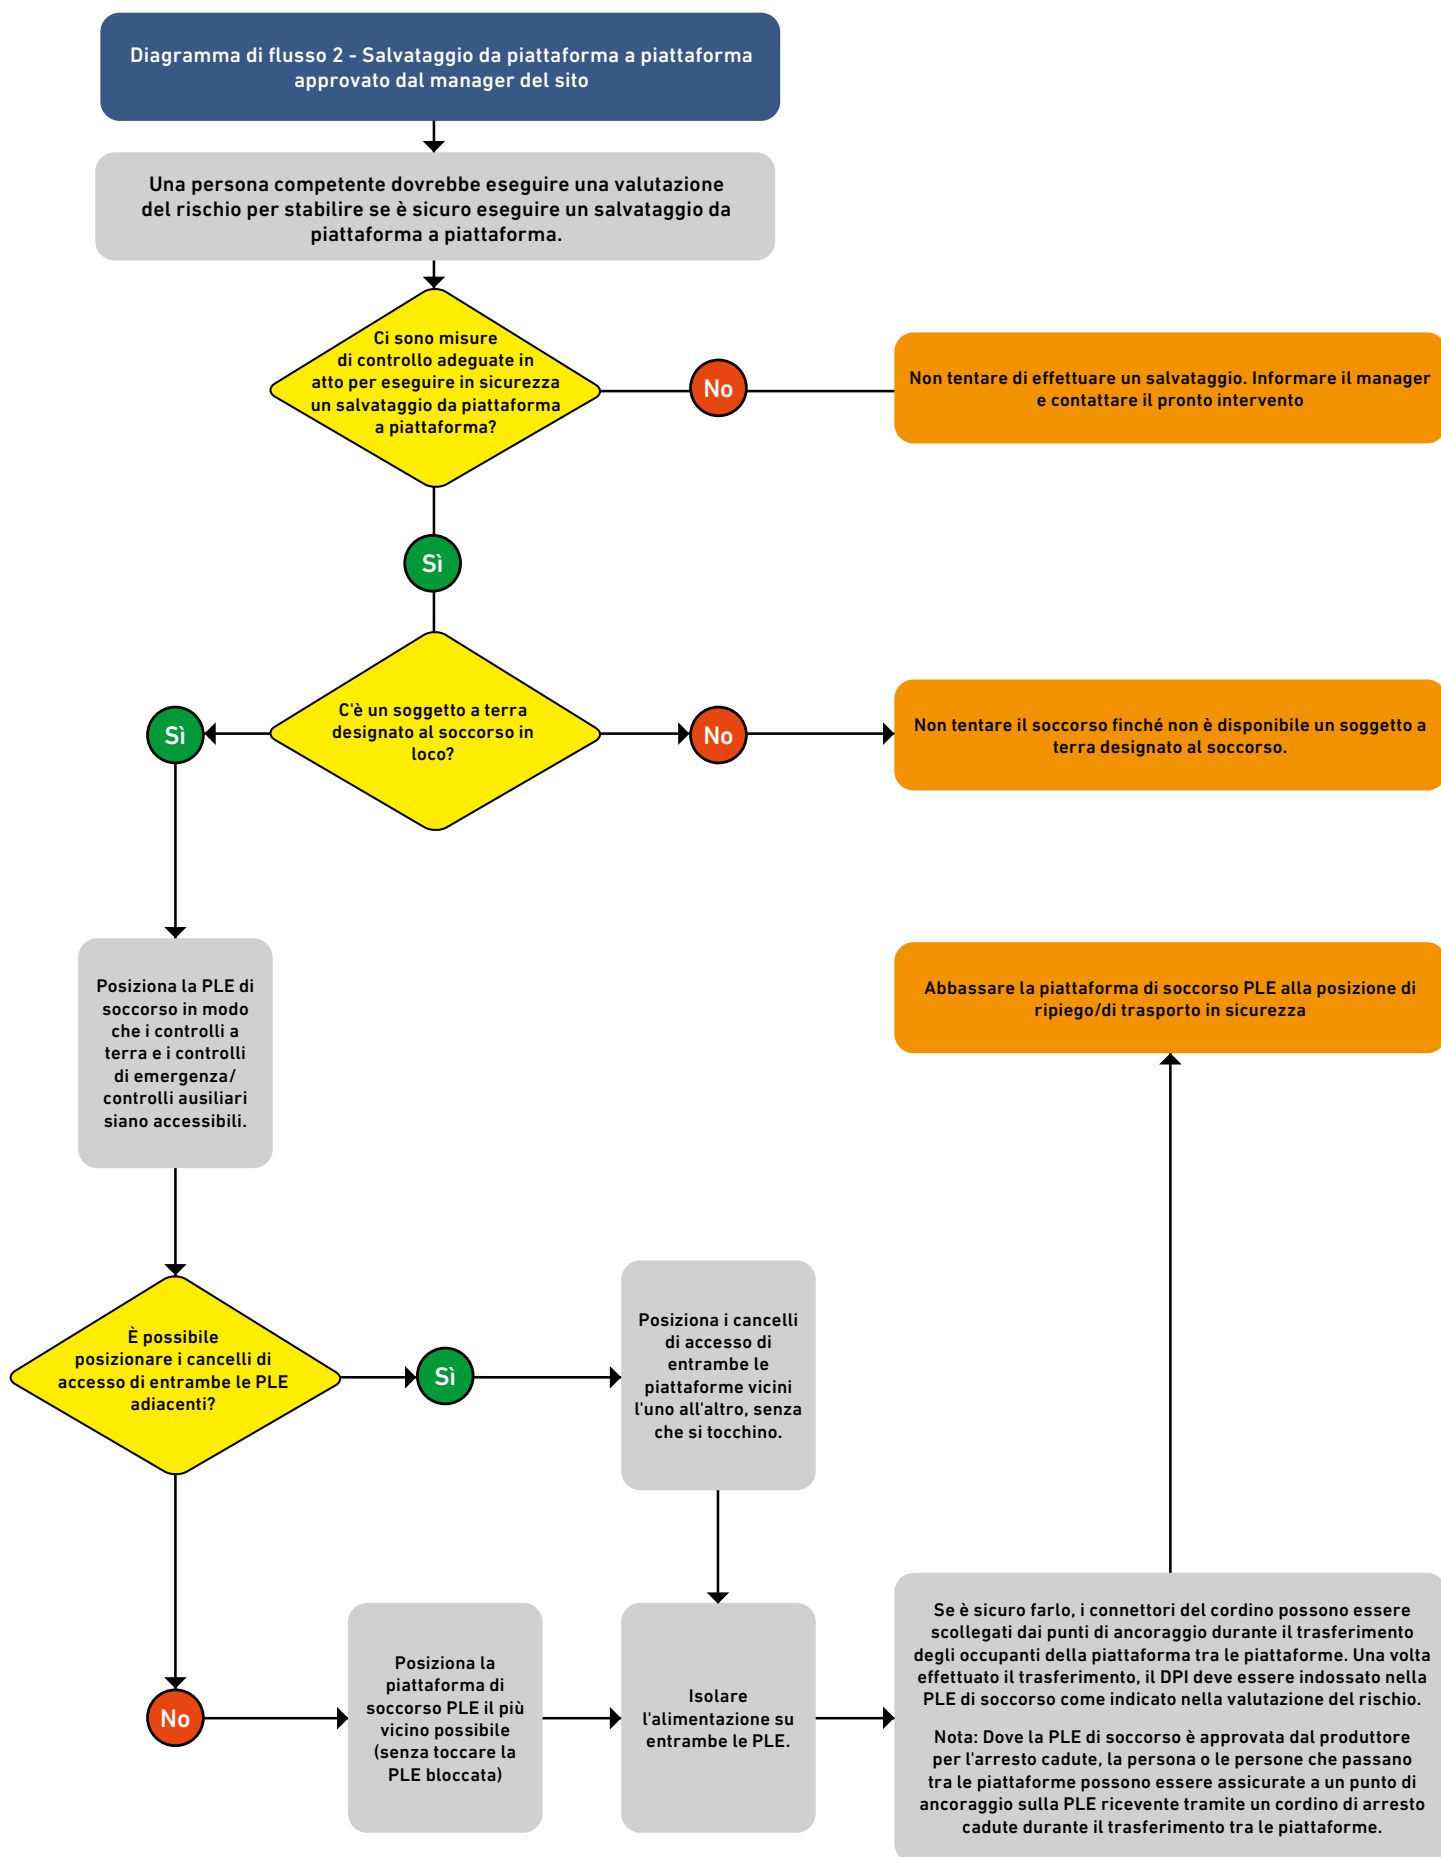 Diagramma di flusso 2 - Salvataggio da piattaforma a piattaforma
approvato dal manager del sito
Una persona competente dovrebbe eseguire una valutazione
del rischio per stabilire se è sicuro eseguire un salvataggio da
piattaforma a piattaforma.
Ci sono misure
di controllo adeguate in
atto per eseguire in sicurezza
un salvataggio da piattaforma
a piattaforma?
No
Non tentare di effettuare un salvataggio. Informare il manager
e contattare il pronto intervento
Sì
C'è un soggetto a terra
designato al soccorso in
loco?
Sì
No
Non tentare il soccorso finché non è disponibile un soggetto a
terra designato al soccorso.
Posiziona la PLE di
soccorso in modo
che i controlli a
terra e i controlli
di emergenza/
controlli ausiliari
siano accessibili.
Abbassare la piattaforma di soccorso PLE alla posizione di
ripiego/di trasporto in sicurezza
È possibile
posizionare i cancelli di
accesso di entrambe le PLE
adiacenti?
Sì
Posiziona i cancelli
di accesso di
entrambe le
piattaforme vicini
l'uno all'altro, senza
che si tocchino.
No
Posiziona la
piattaforma di
soccorso PLE il più
vicino possibile
(senza toccare la
PLE bloccata)
Isolare
l'alimentazione su
entrambe le PLE.
Se è sicuro farlo, i connettori del cordino possono essere
scollegati dai punti di ancoraggio durante il trasferimento
degli occupanti della piattaforma tra le piattaforme. Una volta
effettuato il trasferimento, il DPI deve essere indossato nella
PLE di soccorso come indicato nella valutazione del rischio.
Nota: Dove la PLE di soccorso è approvata dal produttore
per l'arresto cadute, la persona o le persone che passano
tra le piattaforme possono essere assicurate a un punto di
ancoraggio sulla PLE ricevente tramite un cordino di arresto
cadute durante il trasferimento tra le piattaforme.